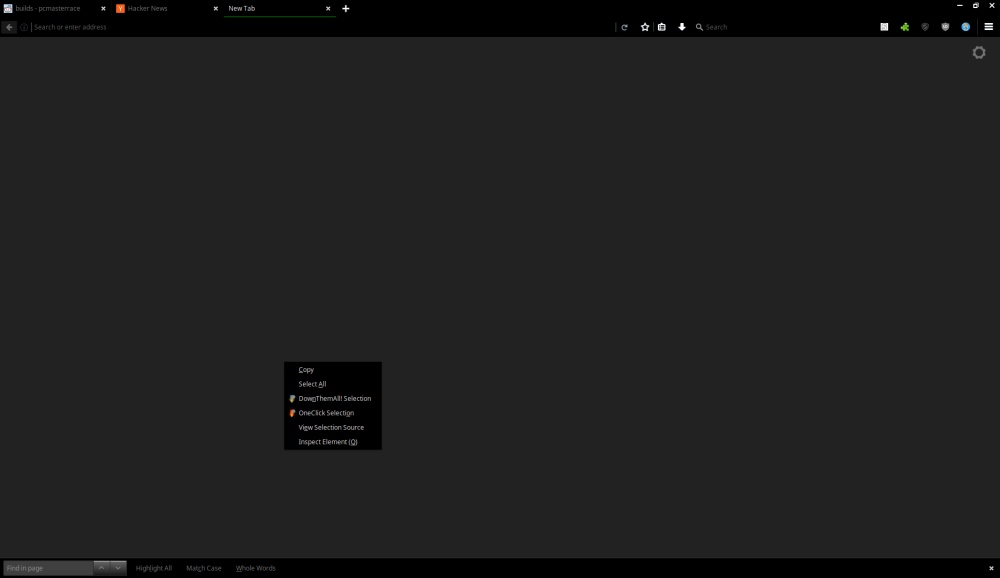 builds - pcmasterrace
Hacker News
New Tab
Search or enter address
Search
Copy
Select All
DownThemAll! Selection
OneClick Selection
View Selection Source
Inspect Element (Q)
Find in page
Highlight All
Match Case
Whole Words